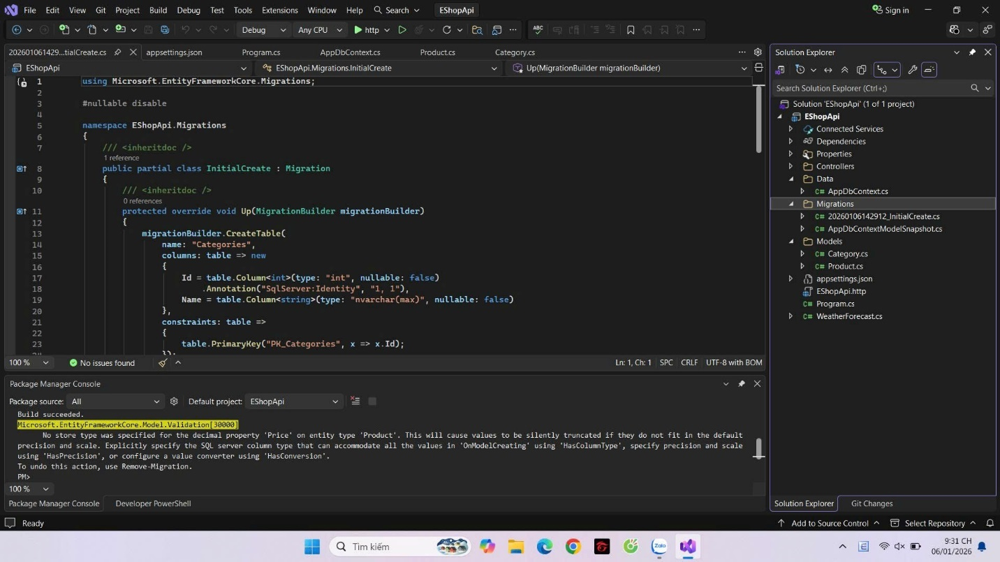 File Edit View Git Project Build Debug Test Tools Extensions Window Help Search EShopApi Sign in
Debug Any CPU http
202601061429...tialCreate.cs appsettings.json Program.cs AppDbContext.cs Product.cs Category.cs
EShopApi EShopApi.Migrations.InitialCreate Up(MigrationBuilder migrationBuilder)
1 using Microsoft.EntityFrameworkCore.Migrations;
2
3 #nullable disable
4
5 namespace EShopApi.Migrations
6 {
7 /// <inheritdoc />
1 reference
8 public partial class InitialCreate : Migration
9 {
10 /// <inheritdoc />
0 references
11 protected override void Up(MigrationBuilder migrationBuilder)
12 {
13 migrationBuilder.CreateTable(
14 name: "Categories",
15 columns: table => new
16 {
17 Id = table.Column<int>(type: "int", nullable: false)
18 .Annotation("SqlServer:Identity", "1, 1"),
19 Name = table.Column<string>(type: "nvarchar(max)", nullable: false)
20 },
21 constraints: table =>
22 {
23 table.PrimaryKey("PK_Categories", x => x.Id);
});
100 % No issues found Ln: 1, Ch: 1 SPC CRLF UTF-8 with BOM
Package Manager Console
Package source: All Default project: EShopApi
Build succeeded.
Microsoft.EntityFrameworkCore.Model.Validation[30000]
No store type was specified for the decimal property 'Price' on entity type 'Product'. This will cause values to be silently truncated if they do not fit in the default
precision and scale. Explicitly specify the SQL server column type that can accommodate all the values in 'OnModelCreating' using 'HasColumnType', specify precision and scale
using 'HasPrecision', or configure a value converter using 'HasConversion'.
To undo this action, use Remove-Migration.
PM>
100 %
Package Manager Console Developer PowerShell
Solution Explorer
Search Solution Explorer (Ctrl+;)
Solution 'EShopApi' (1 of 1 project)
EShopApi
Connected Services
Dependencies
Properties
Controllers
Data
C# AppDbContext.cs
Migrations
C# 20260106142912_InitialCreate.cs
C# AppDbContextModelSnapshot.cs
Models
C# Category.cs
C# Product.cs
appsettings.json
EShopApi.http
C# Program.cs
C# WeatherForecast.cs
Solution Explorer Git Changes
Ready Add to Source Control Select Repository
Tìm kiếm Zalo 9:31 CH
06/01/2026